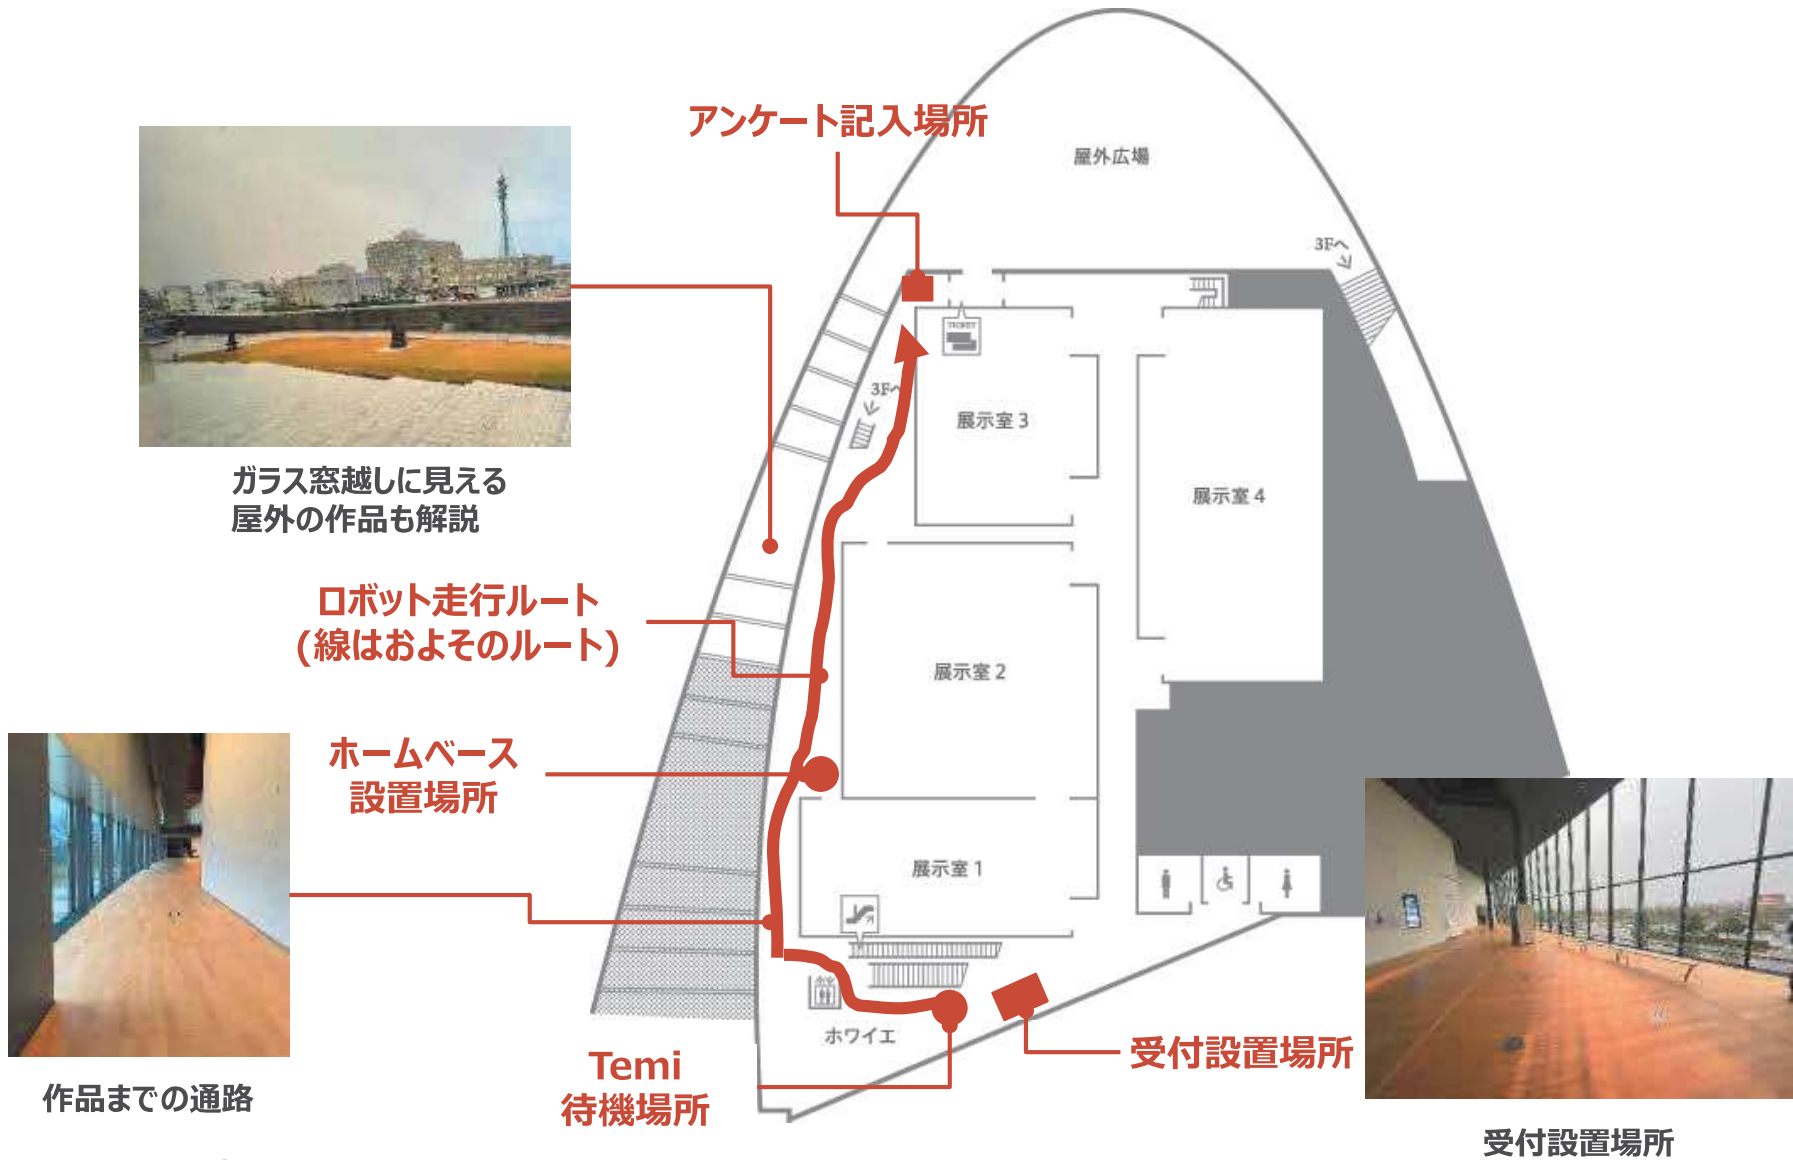 アンケート記入場所
屋外広場
3Fへ
TICKET
3Fへ
展示室 3
展示室 4
ガラス窓越しに見える
屋外の作品も解説
ロボット走行ルート
(線はおよそのルート)
展示室 2
ホームベース
設置場所
展示室 1
ホワイエ
Temi
待機場所
受付設置場所
作品までの通路
受付設置場所